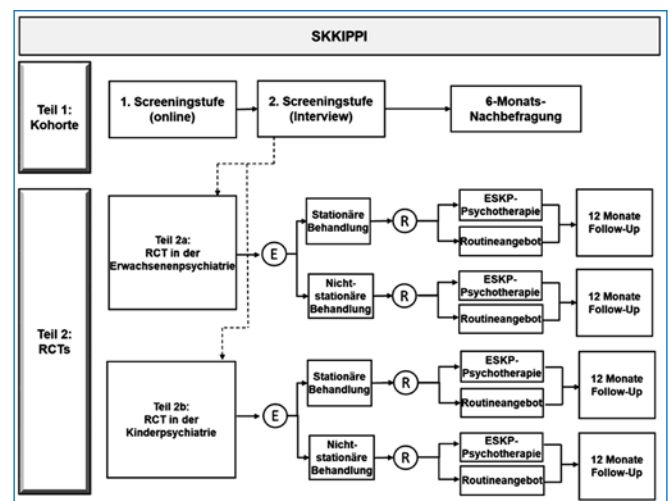 SKKIPPI
Teil 1:
Kohorte
1. Screeningstufe
(online)
2. Screeningstufe
(Interview)
6-Monats-
Nachbefragung
Teil 2:
RCTs
Teil 2a:
RCT in der
Erwachsenenpsychiatrie
E
Stationäre
Behandlung
R
ESKP-
Psychotherapie
Routineangebot
12 Monate
Follow-Up
Nicht-
stationäre
Behandlung
R
ESKP-
Psychotherapie
Routineangebot
12 Monate
Follow-Up
Teil 2b:
RCT in der
Kinderpsychiatrie
E
Stationäre
Behandlung
R
ESKP-
Psychotherapie
Routineangebot
12 Monate
Follow-Up
Nicht-
stationäre
Behandlung
R
ESKP-
Psychotherapie
Routineangebot
12 Monate
Follow-Up